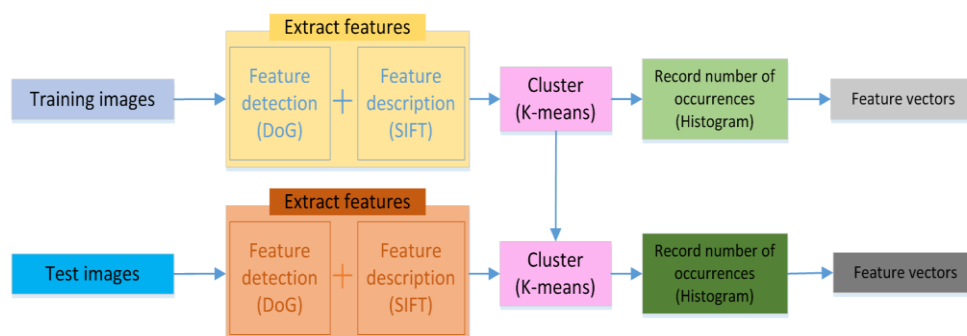 Extract features
Training images
Feature
detection
(DoG)
+
Feature
description
(SIFT)
Cluster
(K-means)
Record number of
occurrences
(Histogram)
Feature vectors
Extract features
Test images
Feature
detection
(DoG)
+
Feature
description
(SIFT)
Cluster
(K-means)
Record number of
occurrences
(Histogram)
Feature vectors